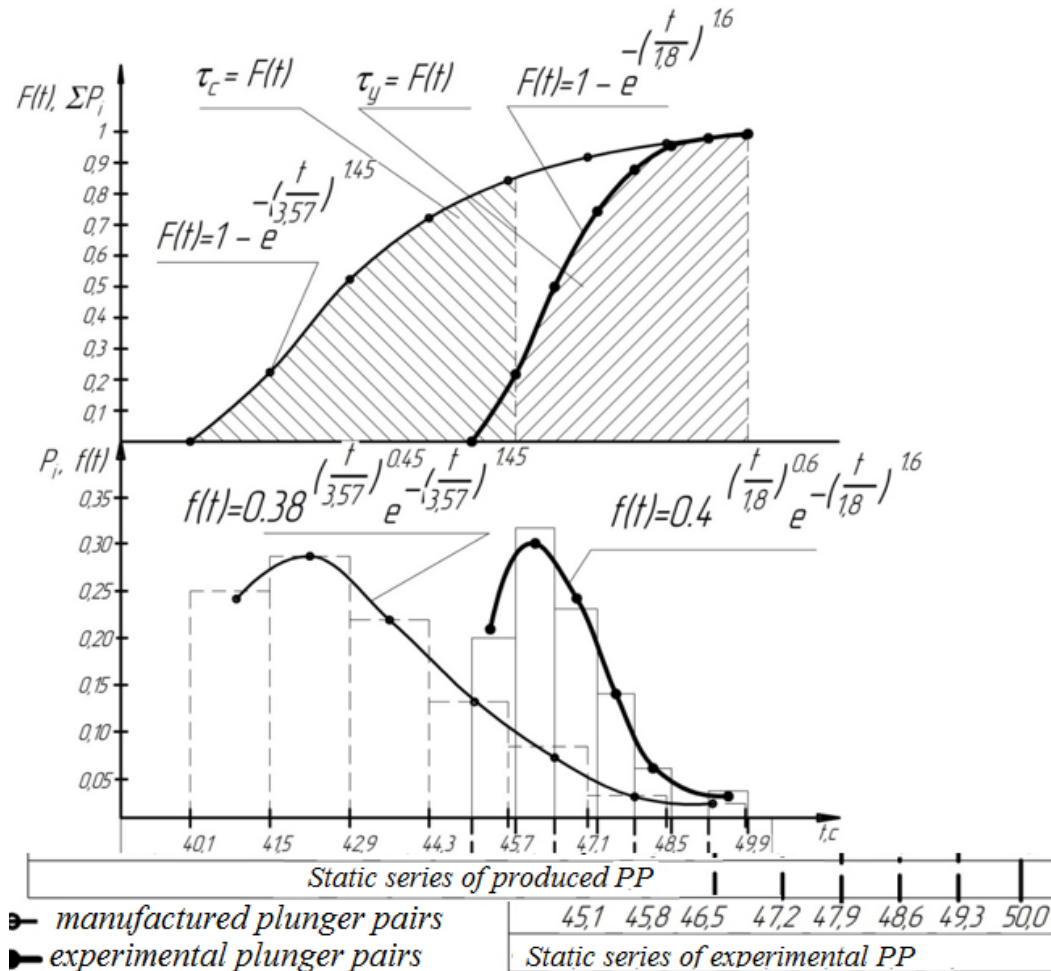 τc = F(t)
τy = F(t)
F(t)=1 − e^−(t/1,8)^1.6
F(t), ΣPi
1
0,9
0,8
0,7
0,6
0,5
0,4
0,3
0,2
0,1
F(t)=1 − e^−(t/3,57)^1.45
Pi, f(t)
0,35
0,30
0,25
0,20
0,15
0,10
0,05
f(t)=0.38^(t/3,57)^0.45 e^−(t/3,57)^1.45
f(t)=0.4^(t/1,8)^0.6 e^−(t/1,8)^1.6
40,1 41,5 42,9 44,3 45,7 47,1 48,5 49,9 t,c
Static series of produced PP
manufactured plunger pairs
experimental plunger pairs
45,1 45,8 46,5 47,2 47,9 48,6 49,3 50,0
Static series of experimental PP